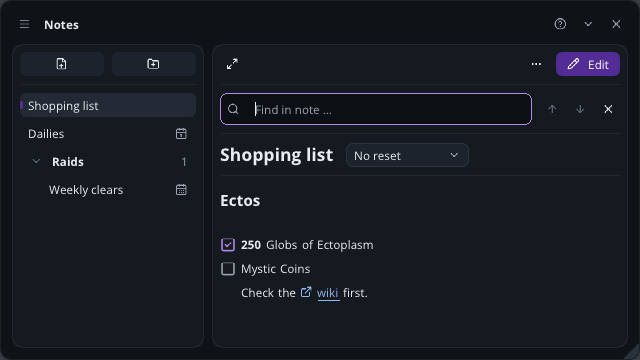 Notes
Edit
Shopping list
Dailies
Raids 1
Weekly clears
Find in note ...
Shopping list No reset
Ectos
250 Globs of Ectoplasm
Mystic Coins
Check the wiki first.